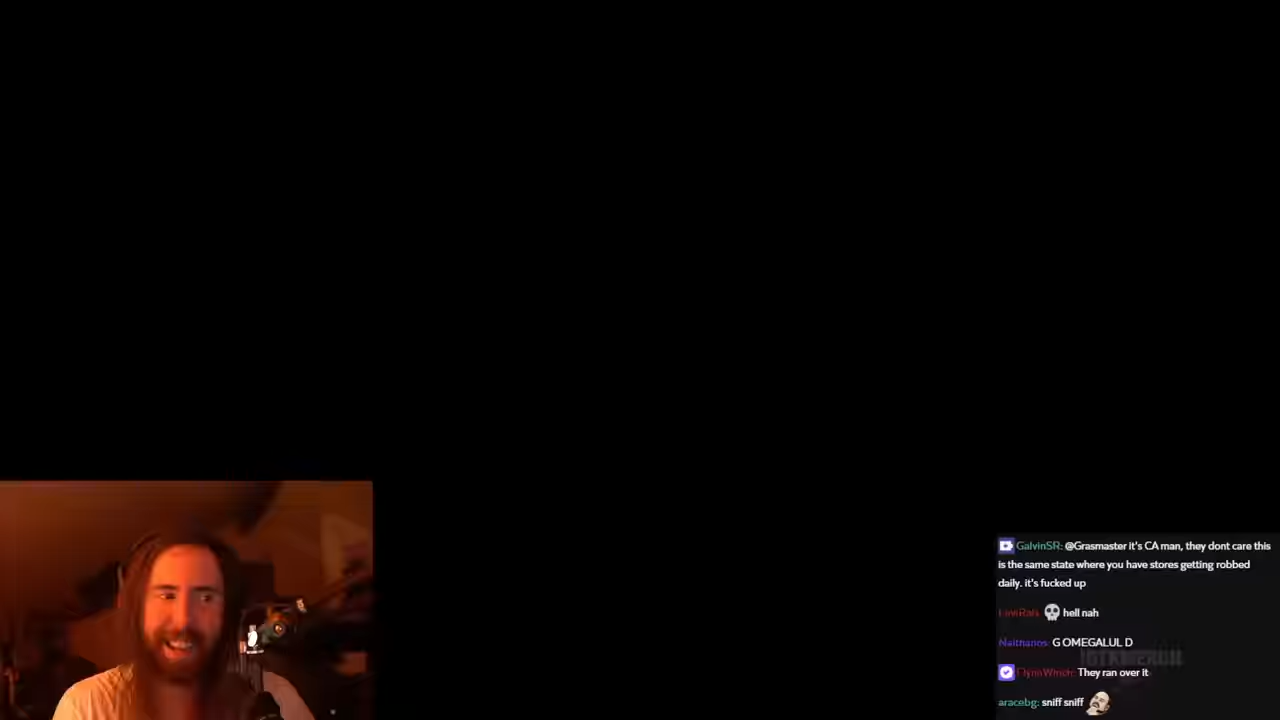 GalvinSR: @Grasmaster it's CA man, they dont care this
is the same state where you have stores getting robbed
daily. it's fucked up
hell nah
Naithanos: G OMEGALUL D
They ran over it
aracebg: sniff sniff